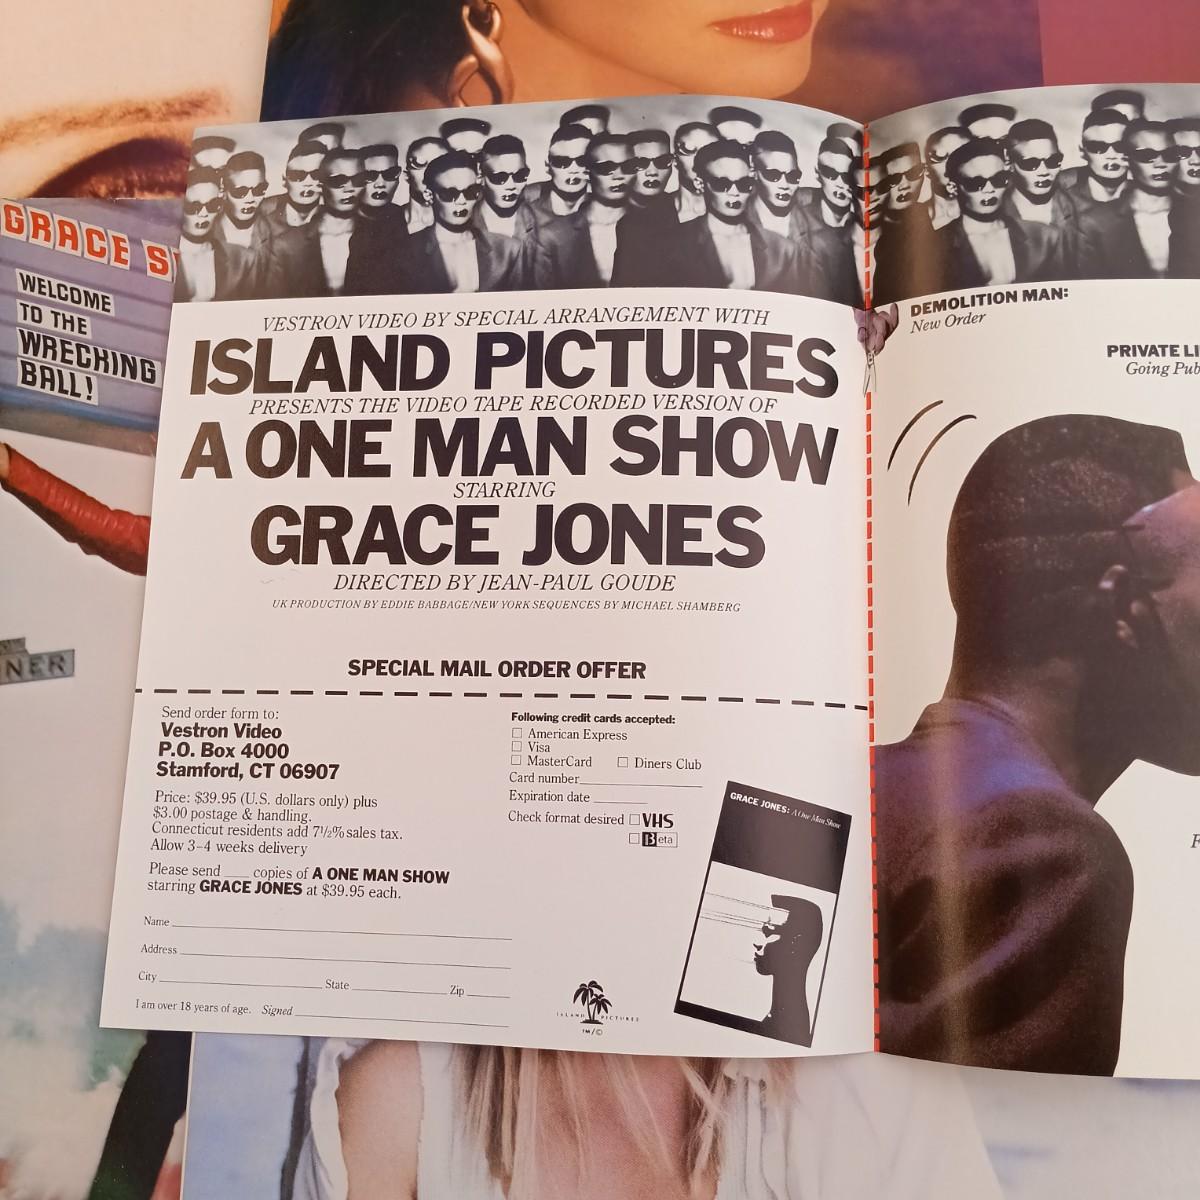 GRACE S
WELCOME
TO THE
WRECKING
BALL!
NER
VESTRON VIDEO BY SPECIAL ARRANGEMENT WITH
ISLAND PICTURES
PRESENTS THE VIDEO TAPE RECORDED VERSION OF
A ONE MAN SHOW
STARRING
GRACE JONES
DIRECTED BY JEAN-PAUL GOUDE
UK PRODUCTION BY EDDIE BABBAGE/NEW YORK SEQUENCES BY MICHAEL SHAMBERG
SPECIAL MAIL ORDER OFFER
Send order form to:
Vestron Video
P.O. Box 4000
Stamford, CT 06907
Price: $39.95 (U.S. dollars only) plus
$3.00 postage & handling.
Connecticut residents add 7½% sales tax.
Allow 3-4 weeks delivery
Please send ___ copies of A ONE MAN SHOW
starring GRACE JONES at $39.95 each.
Name
Address
City State Zip
I am over 18 years of age. Signed
Following credit cards accepted:
American Express
Visa
MasterCard Diners Club
Card number
Expiration date
Check format desired VHS
Beta
GRACE JONES: A One Man Show
ISLAND PICTURES
TM/©
DEMOLITION MAN:
New Order
PRIVATE LI
Going Pub
F